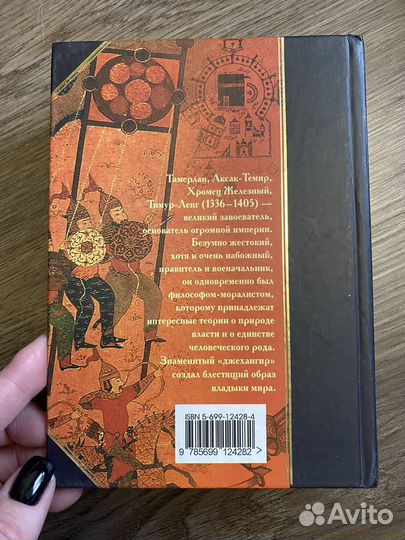 Тамерлан, Аксак-Темир,
Хромец Железный,
Тимур-Ленг (1336–1405) —
великий завоеватель,
основатель огромной империи.
Безумно жестокий,
хотя и очень набожный,
правитель и военачальник,
он одновременно был
философом-моралистом,
которому принадлежат
интересные теории о природе
власти и о единстве
человеческого рода.
Знаменитый «джехангир»
создал блестящий образ
владыки мира.
ISBN 5-699-12428-4
9 785699 124282 >
Avito